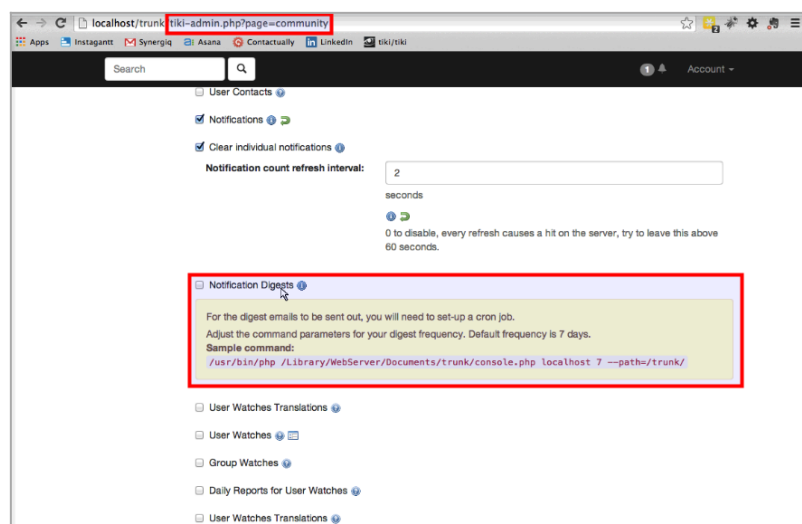 localhost/trunk/tiki-admin.php?page=community
2
Apps Instagantt Synergiq Asana Contactually LinkedIn tiki/tiki
Search 1 Account
User Contacts
Notifications
Clear individual notifications
Notification count refresh interval:
2
seconds
0 to disable, every refresh causes a hit on the server, try to leave this above
60 seconds.
Notification Digests
For the digest emails to be sent out, you will need to set-up a cron job.
Adjust the command parameters for your digest frequency. Default frequency is 7 days.
Sample command:
/usr/bin/php /Library/WebServer/Documents/trunk/console.php localhost 7 --path=/trunk/
User Watches Translations
User Watches
Group Watches
Daily Reports for User Watches
User Watches Translations